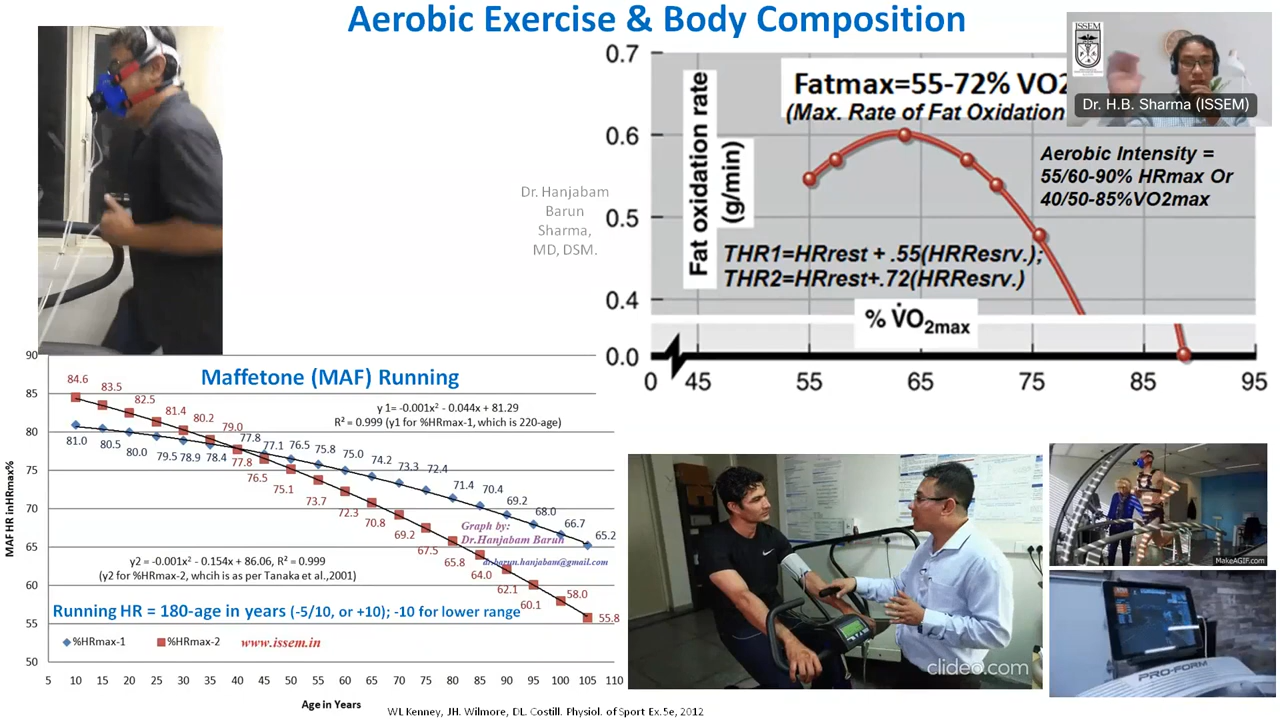 Aerobic Exercise & Body Composition
ISSEM
Dr. H.B. Sharma (ISSEM)
Dr. Hanjabam
Barun
Sharma,
MD, DSM.
Fat oxidation rate
(g/min)
0.7
0.6
0.5
0.4
0.0
Fatmax=55-72% VO2
(Max. Rate of Fat Oxidation
Aerobic Intensity =
55/60-90% HRmax Or
40/50-85%VO2max
THR1=HRrest + .55(HRResrv.);
THR2=HRrest+.72(HRResrv.)
% V̇O2max
0 45 55 65 75 85 95
Maffetone (MAF) Running
y 1= -0.001x² - 0.044x + 81.29
R² = 0.999 (y1 for %HRmax-1, which is 220-age)
MAF HR in HRmax%
90
85
80
75
70
65
60
55
50
84.6 83.5 82.5 81.4 80.2 79.0 77.8 76.5 75.1 73.7 72.3 70.8 69.2 67.5 65.8 64.0 62.1 60.1 58.0 55.8
81.0 80.5 80.0 79.5 78.9 78.4 77.8 77.1 76.5 75.8 75.0 74.2 73.3 72.4 71.4 70.4 69.2 68.0 66.7 65.2
Graph by:
Dr.Hanjabam Barun
dr.barun.hanjabam@gmail.com
y2= -0.001x² - 0.154x + 86.06, R² = 0.999
(y2 for %HRmax-2, whcih is as per Tanaka et al.,2001)
Running HR = 180-age in years (-5/10, or +10); -10 for lower range
%HRmax-1 %HRmax-2 www.issem.in
5 10 15 20 25 30 35 40 45 50 55 60 65 70 75 80 85 90 95 100 105 110
Age in Years
WL Kenney, JH. Wilmore, DL. Costill. Physiol. of Sport Ex.5e, 2012
clideo.com
MakeAGIF.com
PRO-FORM